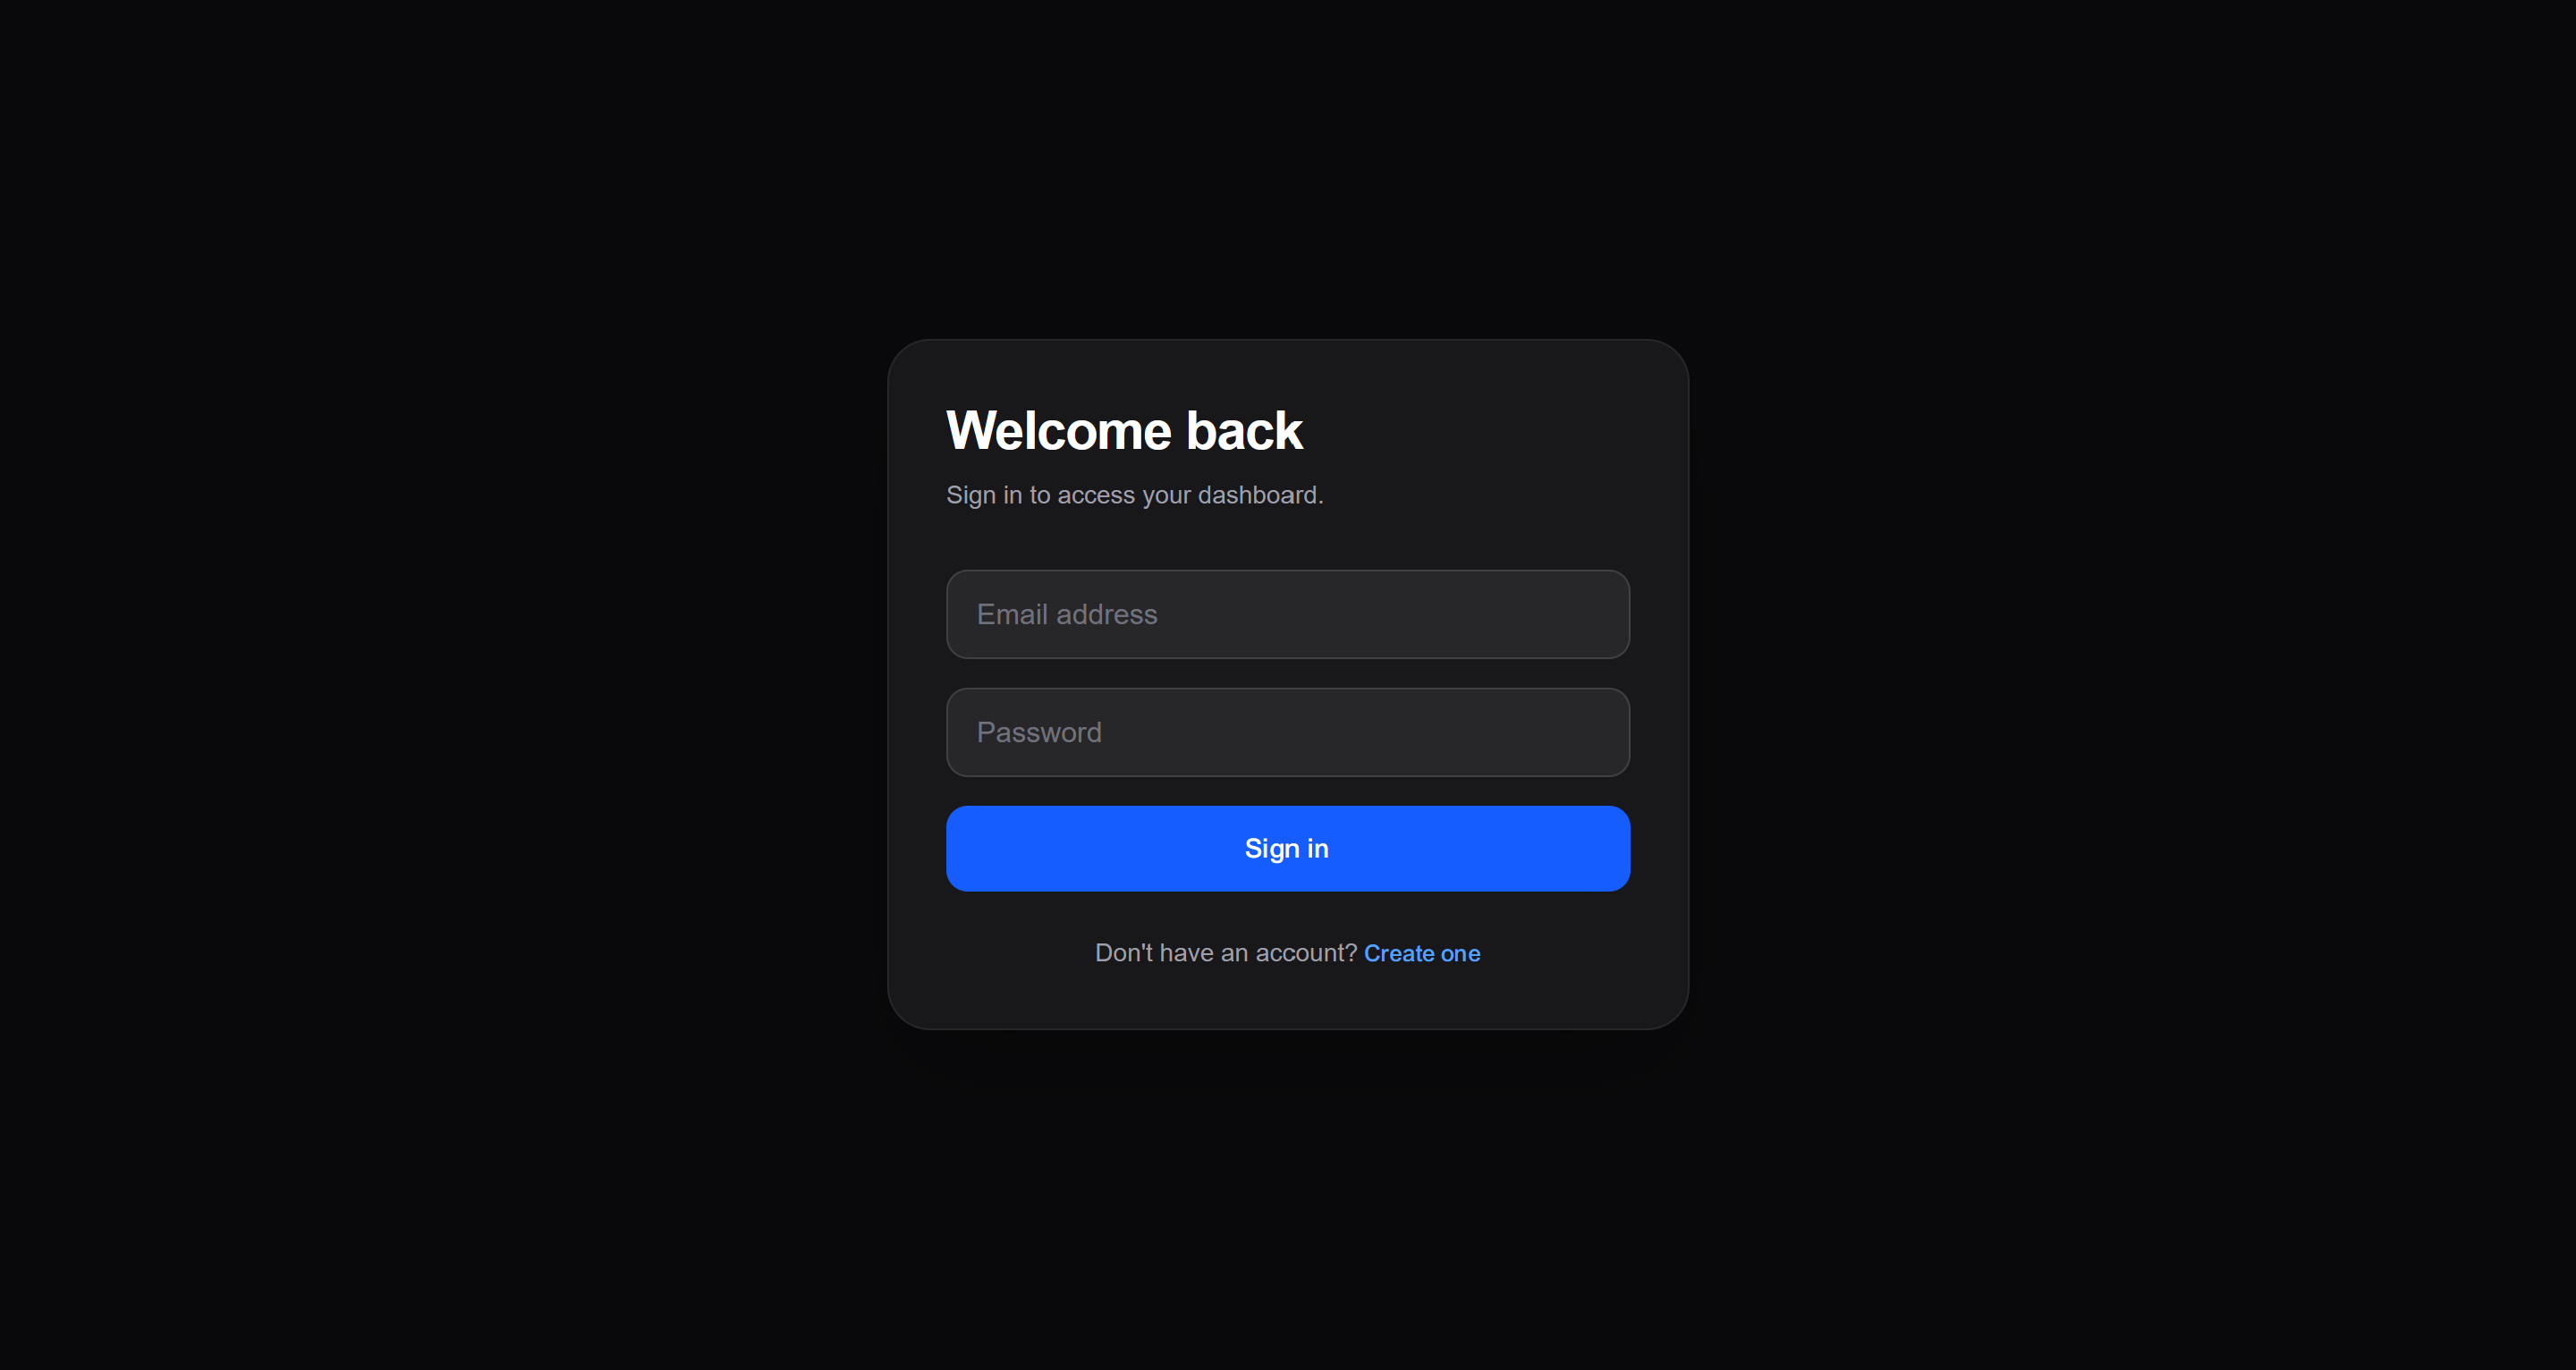 Welcome back
Sign in to access your dashboard.
Email address
Password
Sign in
Don't have an account? Create one